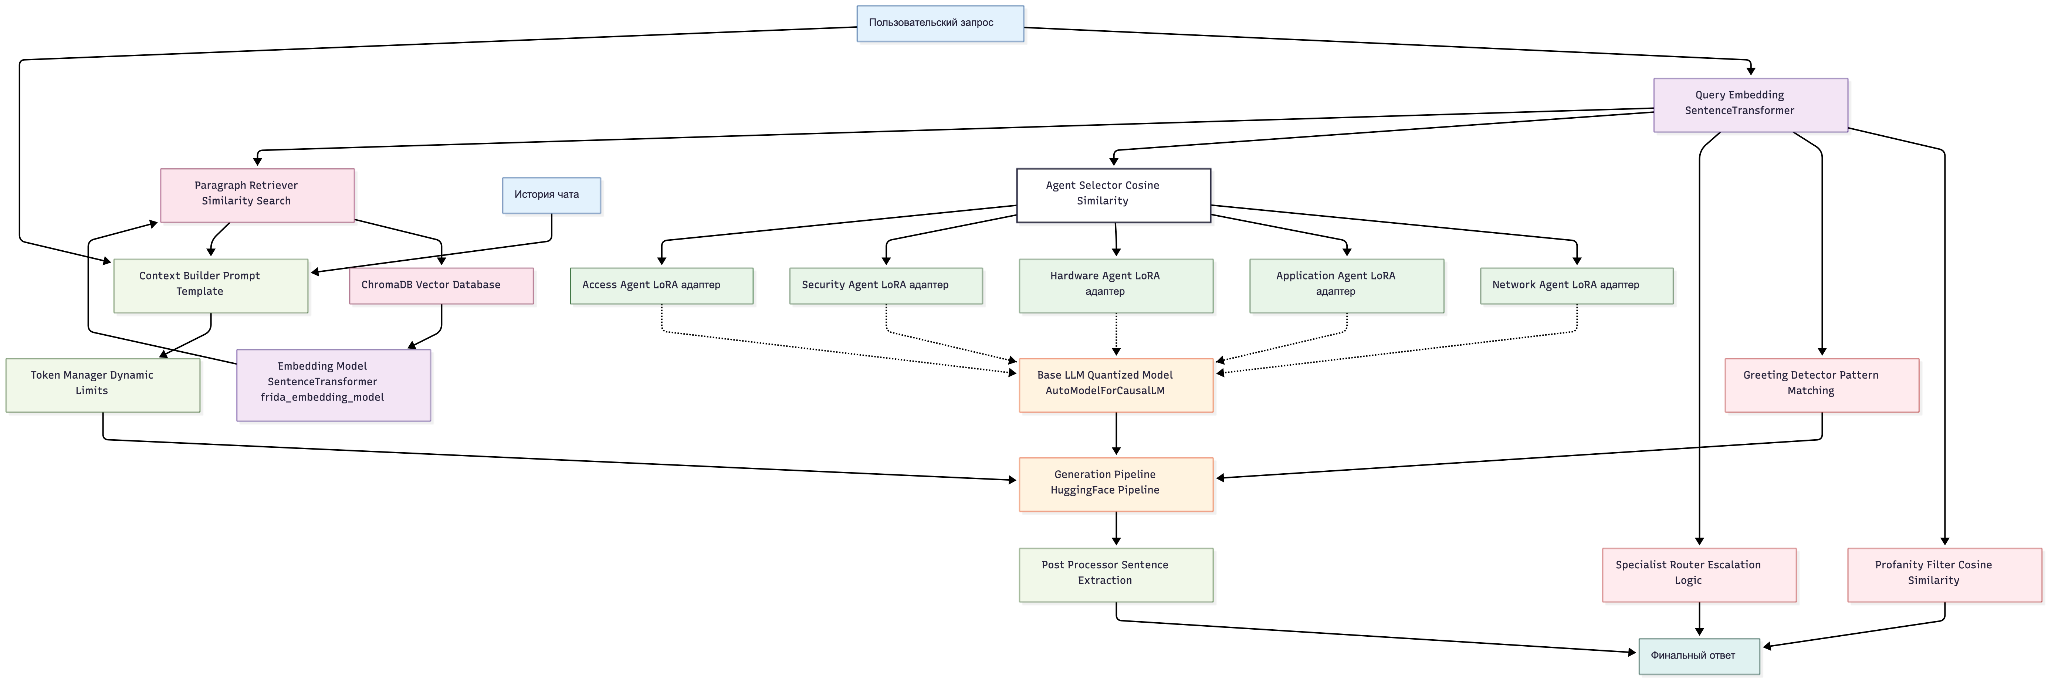 Пользовательский запрос
Query Embedding
SentenceTransformer
Paragraph Retriever
Similarity Search
История чата
Agent Selector Cosine
Similarity
Context Builder Prompt
Template
ChromaDB Vector Database
Access Agent LoRA адаптер
Security Agent LoRA адаптер
Hardware Agent LoRA
адаптер
Application Agent LoRA
адаптер
Network Agent LoRA адаптер
Token Manager Dynamic
Limits
Embedding Model
SentenceTransformer
frida_embedding_model
Base LLM Quantized Model
AutoModelForCausalLM
Greeting Detector Pattern
Matching
Generation Pipeline
HuggingFace Pipeline
Post Processor Sentence
Extraction
Specialist Router Escalation
Logic
Profanity Filter Cosine
Similarity
Финальный ответ